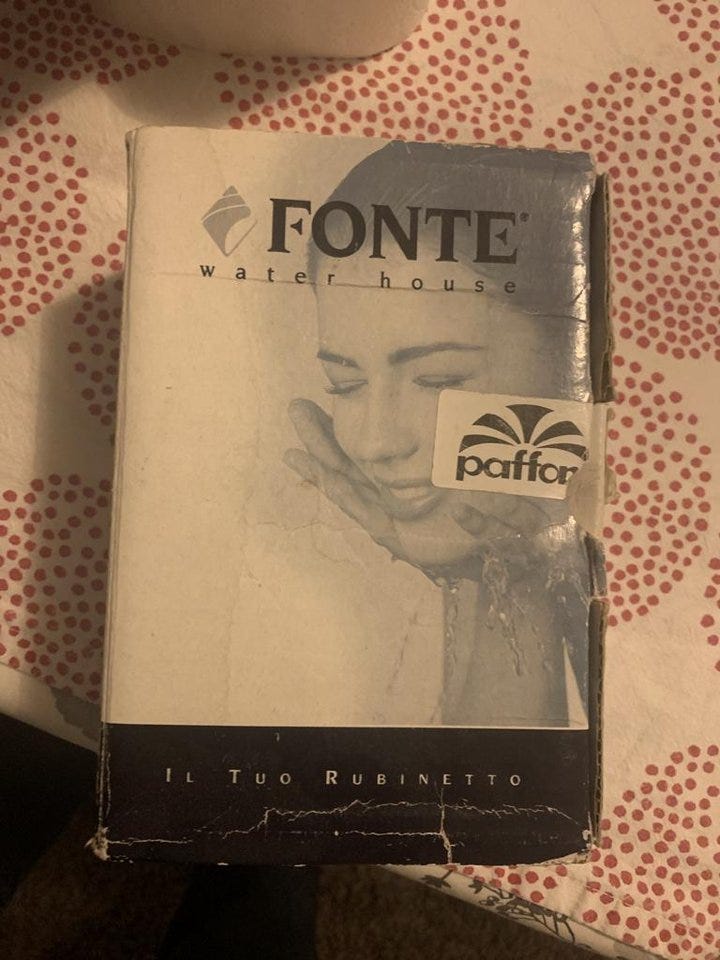 FONTE®
water house
paffon
IL TUO RUBINETTO